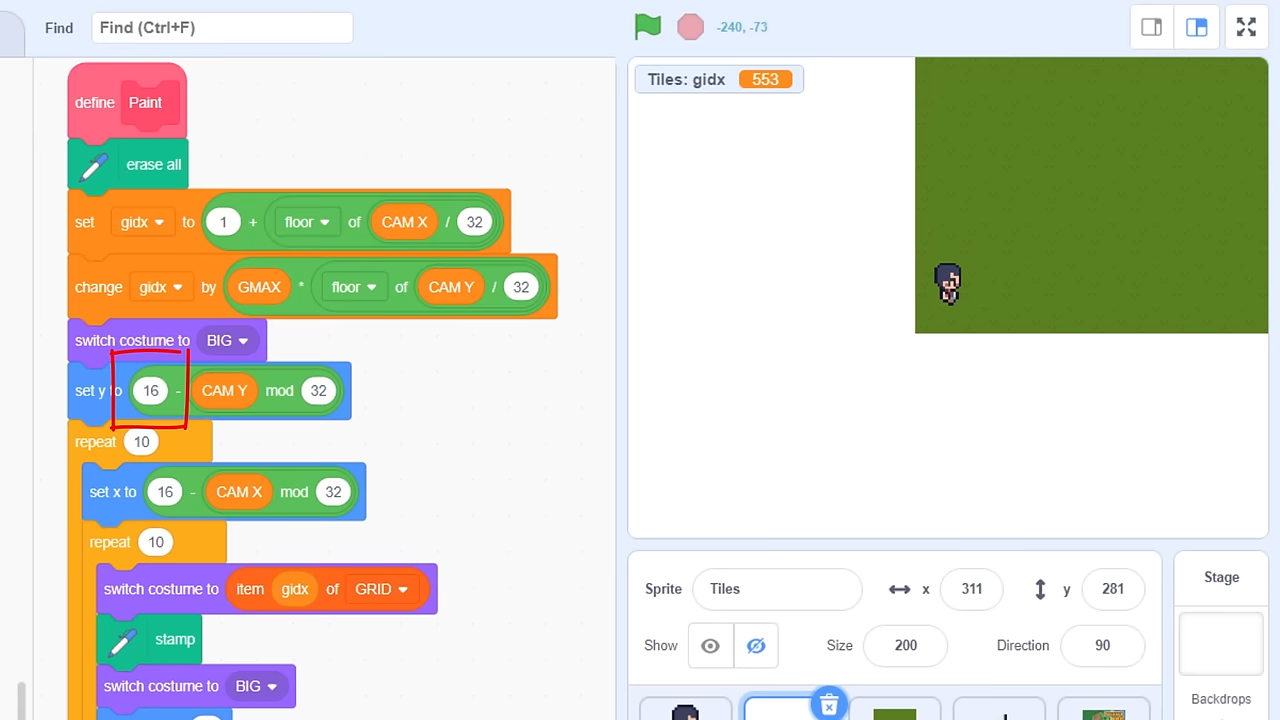 Find Find (Ctrl+F)
-240, -73
define Paint
erase all
set gidx to 1 + floor of CAM X / 32
change gidx by GMAX * floor of CAM Y / 32
switch costume to BIG
set y to 16 - CAM Y mod 32
repeat 10
set x to 16 - CAM X mod 32
repeat 10
switch costume to item gidx of GRID
stamp
switch costume to BIG
Tiles: gidx 553
Sprite Tiles x 311 y 281
Show Size 200 Direction 90
Stage
Backdrops